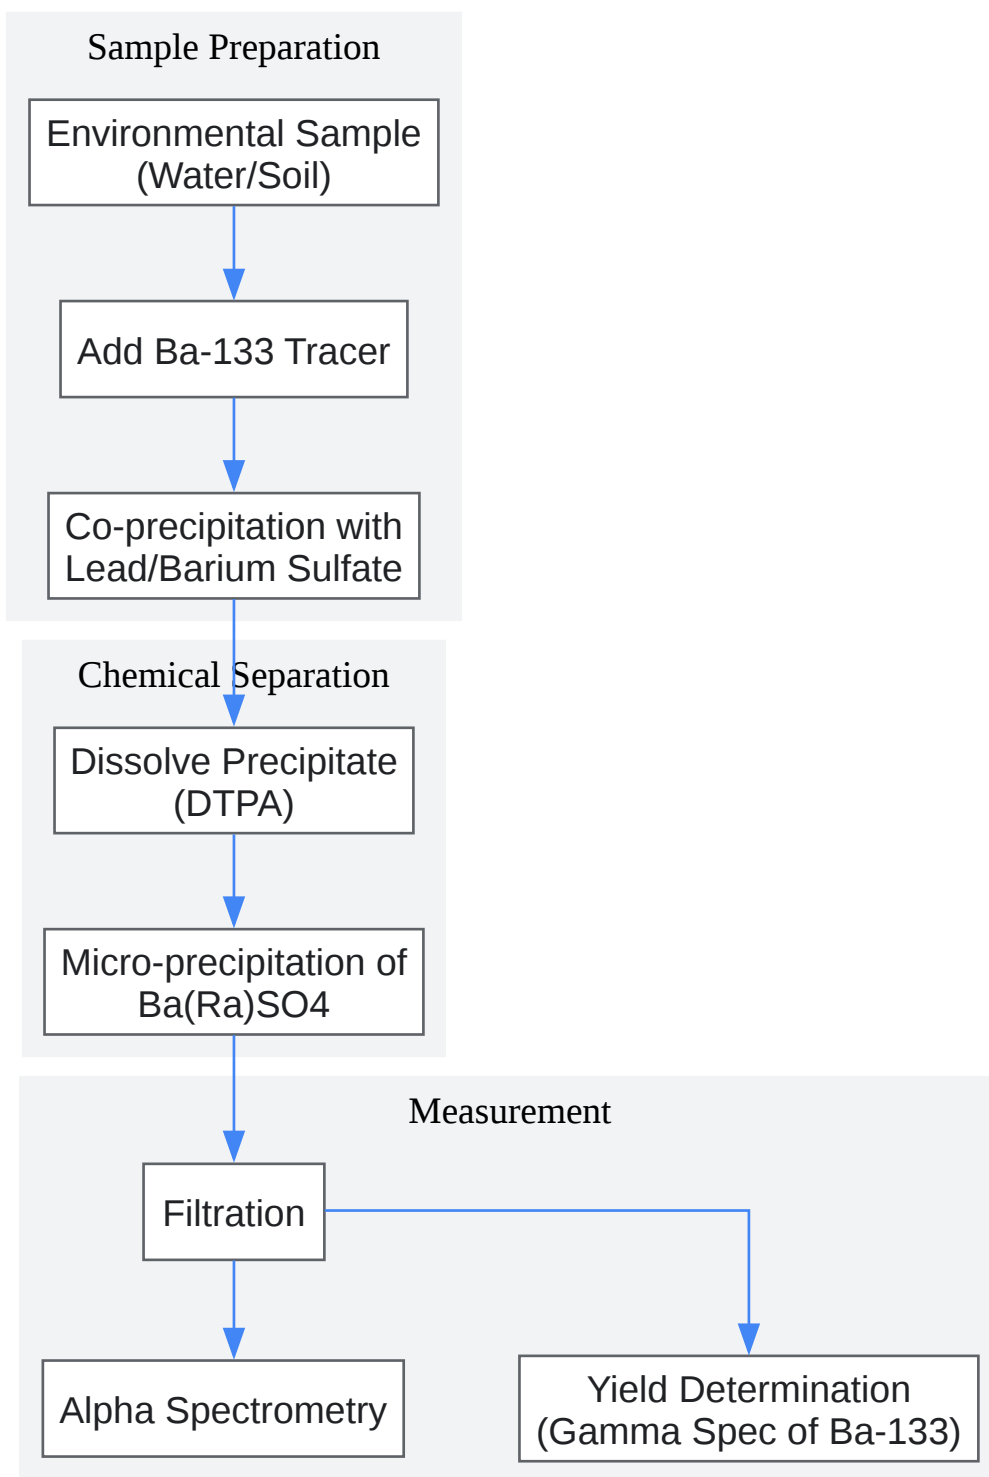 Sample Preparation
Environmental Sample
(Water/Soil)
Add Ba-133 Tracer
Co-precipitation with
Lead/Barium Sulfate
Chemical Separation
Dissolve Precipitate
(DTPA)
Micro-precipitation of
Ba(Ra)SO4
Measurement
Filtration
Alpha Spectrometry
Yield Determination
(Gamma Spec of Ba-133)